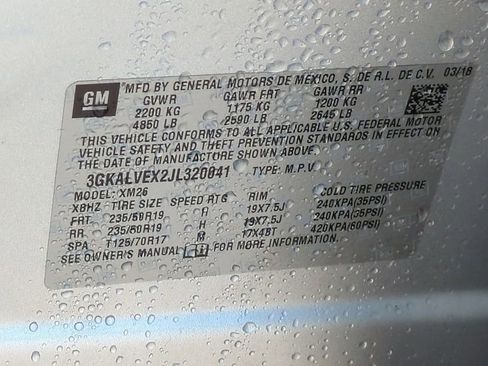 GM
MFD BY GENERAL MOTORS DE MEXICO, S. DE R.L. DE C.V. 03/18
GVWR GAWR FRT GAWR RR
2200 KG 1175 KG 1200 KG
4850 LB 2590 LB 2645 LB
THIS VEHICLE CONFORMS TO ALL APPLICABLE U.S. FEDERAL MOTOR
VEHICLE SAFETY AND THEFT PREVENTION STANDARDS IN EFFECT ON
THE DATE OF MANUFACTURE SHOWN ABOVE.
3GKALVEX2JL320041 TYPE: M.P.V
MODEL: XM26
X0HZ TIRE SIZE SPEED RTG RIM COLD TIRE PRESSURE
FRT 235/50R19 H 19X7.5J 240KPA(35PSI)
RR 235/50R19 H 19X7.5J 240KPA(35PSI)
SPA T125/70R17 M 17X4BT 420KPA(60PSI)
SEE OWNER'S MANUAL FOR MORE INFORMATION